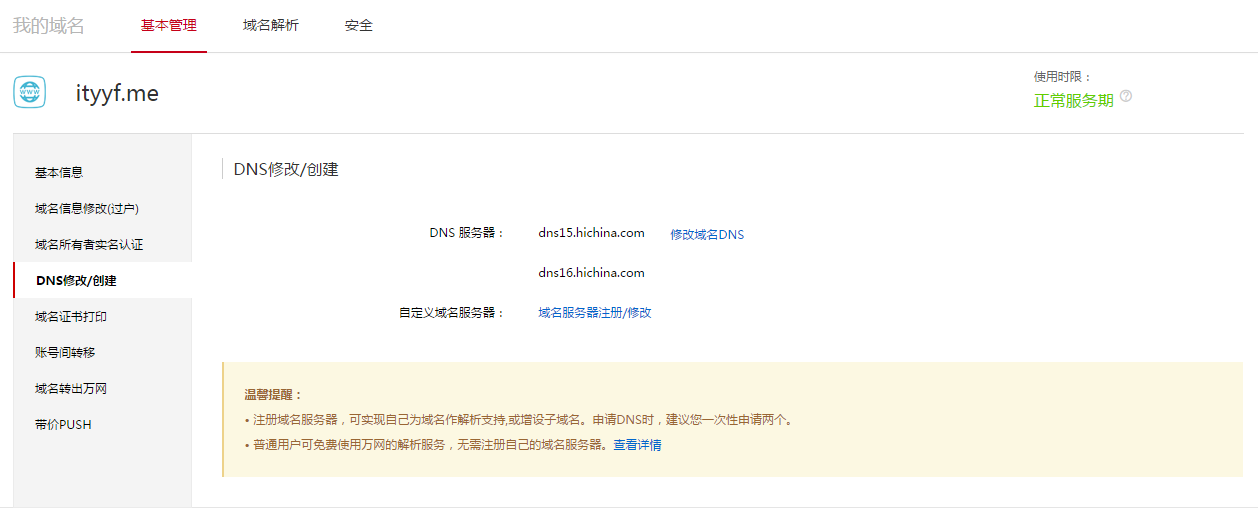 我的域名 基本管理 域名解析 安全
www
ityyf.me
使用时限：
正常服务期 ?
基本信息
域名信息修改(过户)
域名所有者实名认证
DNS修改/创建
域名证书打印
账号间转移
域名转出万网
带价PUSH
DNS修改/创建
DNS 服务器： dns15.hichina.com 修改域名DNS
dns16.hichina.com
自定义域名服务器： 域名服务器注册/修改
温馨提醒：
• 注册域名服务器，可实现自己为域名作解析支持,或增设子域名。申请DNS时，建议您一次性申请两个。
• 普通用户可免费使用万网的解析服务，无需注册自己的域名服务器。查看详情